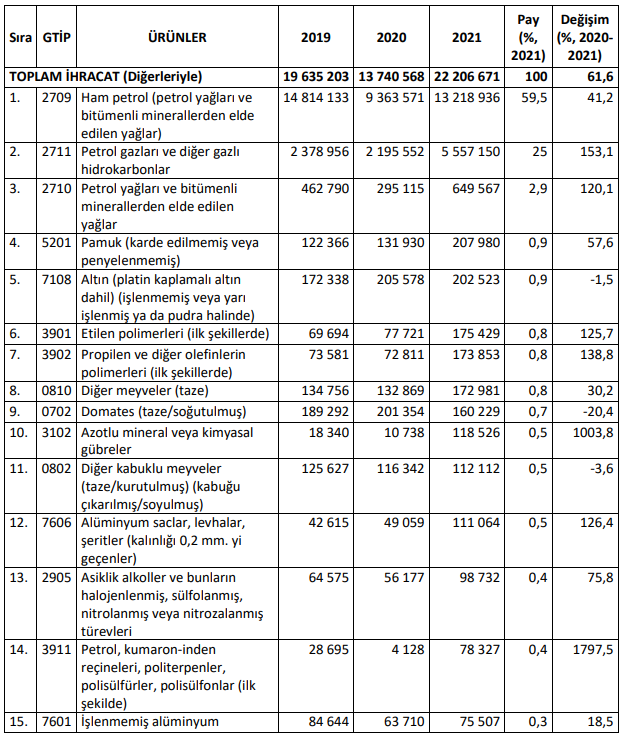 Sıra GTİP ÜRÜNLER 2019 2020 2021 Pay (%, 2021) Değişim (%, 2020-2021)
TOPLAM İHRACAT (Diğerleriyle) 19 635 203 13 740 568 22 206 671 100 61,6
1. 2709 Ham petrol (petrol yağları ve 14 814 133 9 363 571 13 218 936 59,5 41,2
bitümenli minerallerden elde
edilen yağlar)
2. 2711 Petrol gazları ve diğer gazlı 2 378 956 2 195 552 5 557 150 25 153,1
hidrokarbonlar
3. 2710 Petrol yağları ve bitümenli 462 790 295 115 649 567 2,9 120,1
minerallerden elde edilen
yağlar
4. 5201 Pamuk (karde edilmemiş veya 122 366 131 930 207 980 0,9 57,6
penyelenmemiş)
5. 7108 Altın (platin kaplamalı altın 172 338 205 578 202 523 0,9 -1,5
dahil) (işlenmemiş veya yarı
işlenmiş ya da pudra halinde)
6. 3901 Etilen polimerleri (ilk şekillerde) 69 694 77 721 175 429 0,8 125,7
7. 3902 Propilen ve diğer olefinlerin 73 581 72 811 173 853 0,8 138,8
polimerleri (ilk şekillerde)
8. 0810 Diğer meyveler (taze) 134 756 132 869 172 981 0,8 30,2
9. 0702 Domates (taze/soğutulmuş) 189 292 201 354 160 229 0,7 -20,4
10. 3102 Azotlu mineral veya kimyasal 18 340 10 738 118 526 0,5 1003,8
gübreler
11. 0802 Diğer kabuklu meyveler 125 627 116 342 112 112 0,5 -3,6
(taze/kurutulmuş) (kabuğu
çıkarılmış/soyulmuş)
12. 7606 Alüminyum saclar, levhalar, 42 615 49 059 111 064 0,5 126,4
şeritler (kalınlığı 0,2 mm. yi
geçenler)
13. 2905 Asiklik alkoller ve bunların 64 575 56 177 98 732 0,4 75,8
halojenlenmiş, sülfolanmış,
nitrolanmış veya nitrozalanmış
türevleri
14. 3911 Petrol, kumaron-inden 28 695 4 128 78 327 0,4 1797,5
reçineleri, politerpenler,
polisülfürler, polisülfonlar (ilk
şekilde)
15. 7601 İşlenmemiş alüminyum 84 644 63 710 75 507 0,3 18,5